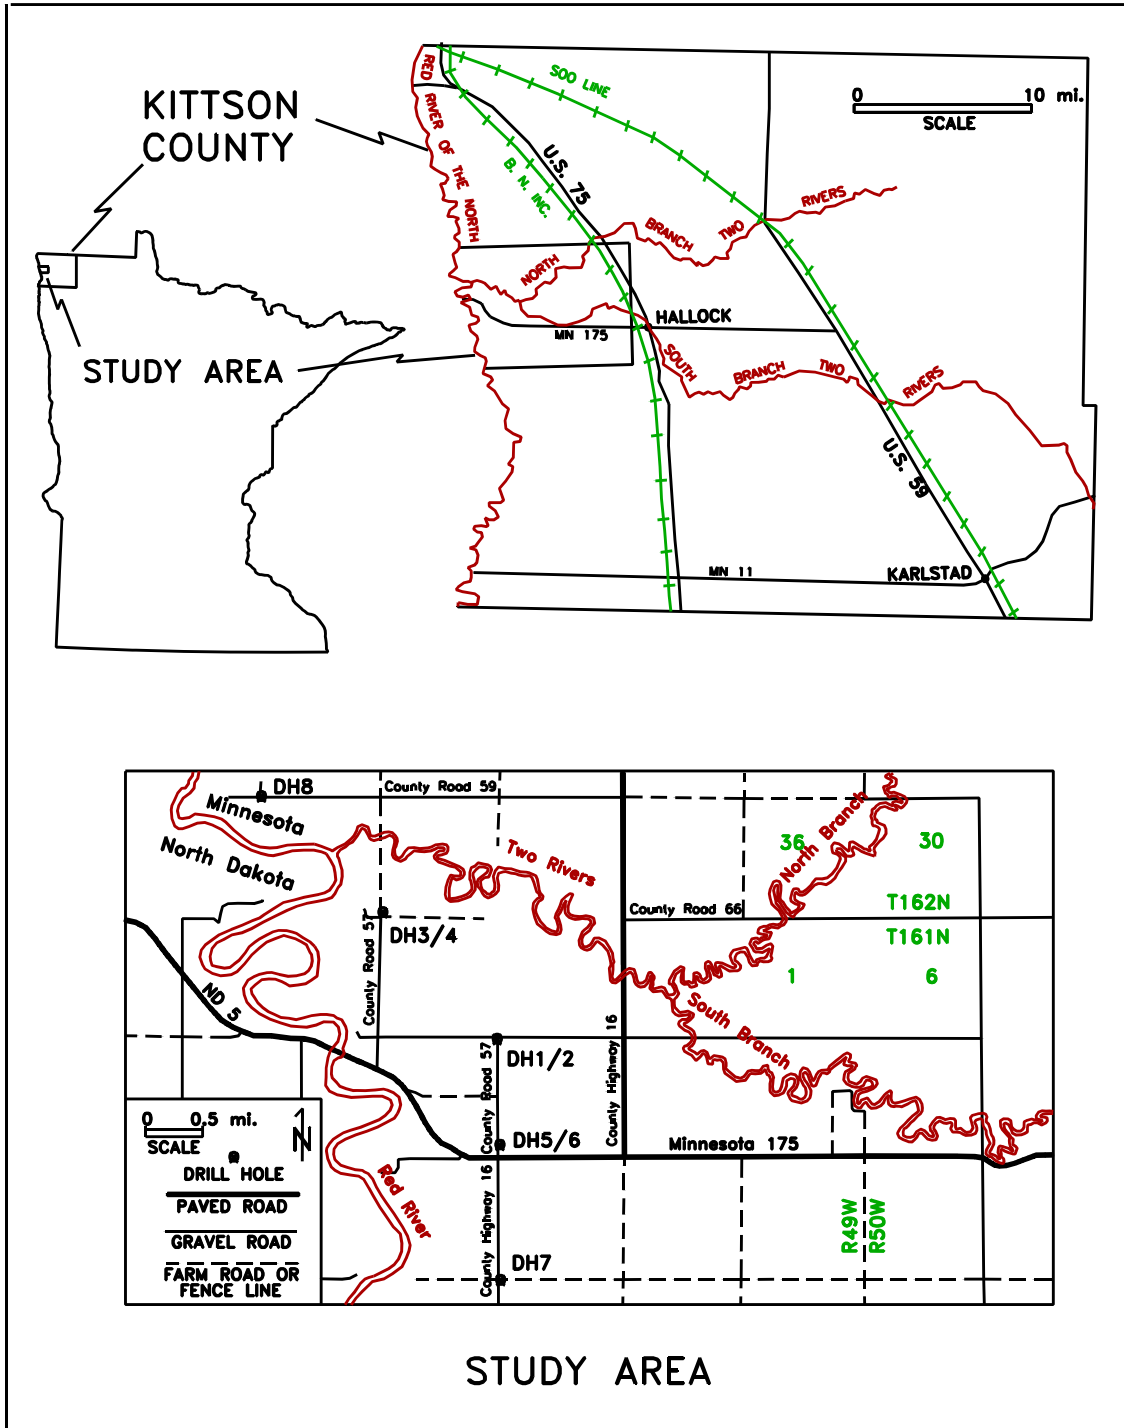 KITTSON
COUNTY
STUDY AREA
RED
RIVER OF THE NORTH
SOO LINE
0 10 mi.
SCALE
U.S. 75
B. N. INC.
NORTH
BRANCH
TWO
RIVERS
HALLOCK
MN 175
SOUTH
BRANCH
TWO
RIVERS
U.S. 59
MN 11
KARLSTAD
DH8
County Road 59
Minnesota
North Dakota
Two Rivers
36
North Branch
30
County Road 66
T162N
T161N
DH3/4
County Road 57
1
6
ND 5
South Branch
County Road 57
DH1/2
County Highway 16
0 0.5 mi.
SCALE
N
DH5/6
Minnesota 175
DRILL HOLE
PAVED ROAD
GRAVEL ROAD
FARM ROAD OR
FENCE LINE
Red River
County Highway 16
DH7
R49W
R50W
STUDY AREA